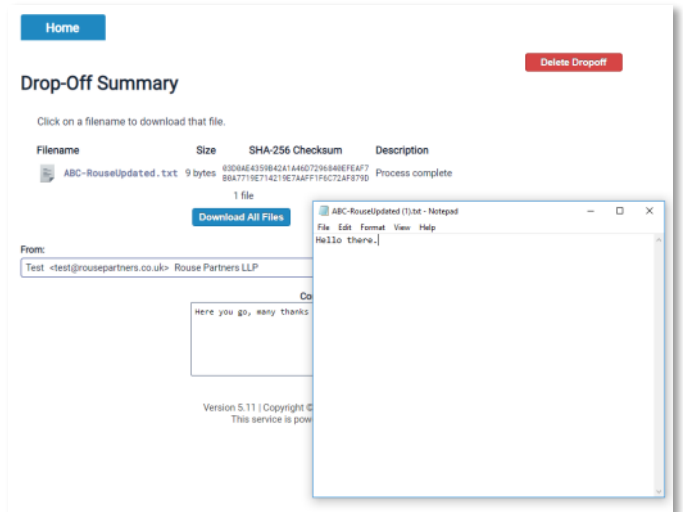 Home
Delete Dropoff
Drop-Off Summary
Click on a filename to download that file.
Filename Size SHA-256 Checksum Description
ABC-RouseUpdated.txt 9 bytes Process complete
1 file
Download All Files
ABC-RouseUpdated (1).txt - Notepad
File Edit Format View Help
Hello there.
From:
Test <test@rousepartners.co.uk> Rouse Partners LLP
Co
Here you go, many thanks
Version 5.11 | Copyright ©
This service is pow